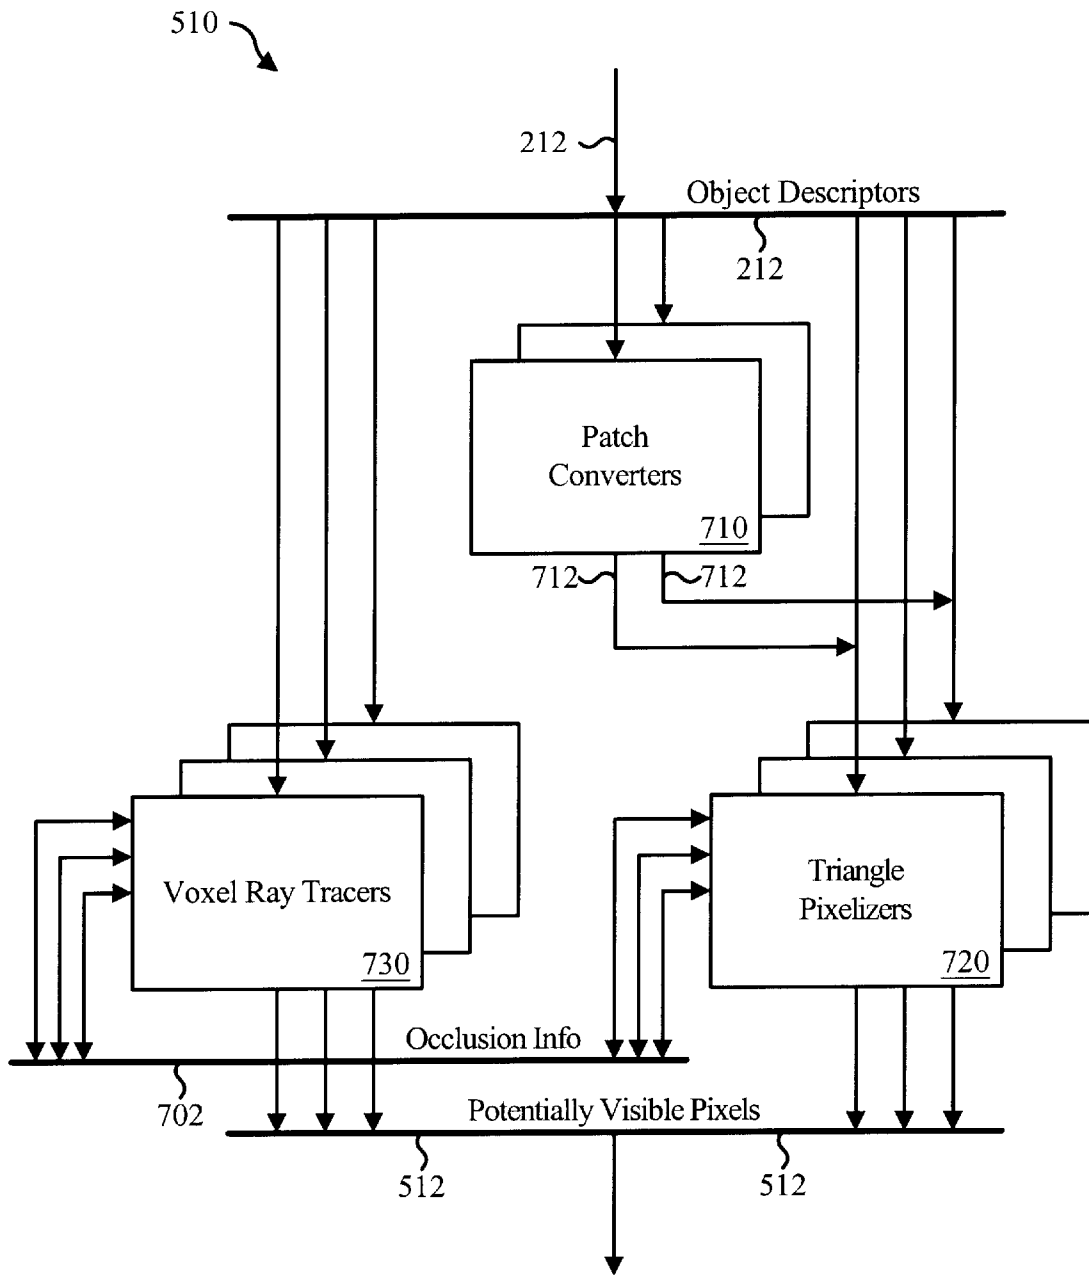 510
212
Object Descriptors
212
Patch
Converters
710
712
712
Voxel Ray Tracers
730
Triangle
Pixelizers
720
Occlusion Info
702
Potentially Visible Pixels
512
512